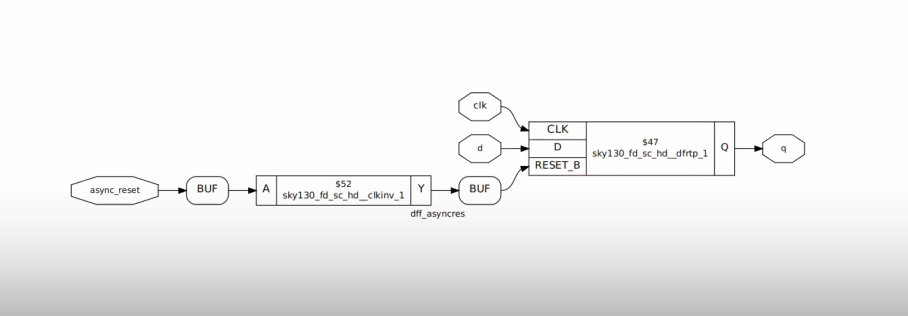 clk
CLK
d
D
$47
sky130_fd_sc_hd__dfrtp_1
Q
q
RESET_B
async_reset
BUF
A
$52
sky130_fd_sc_hd__clkinv_1
Y
BUF
dff_asyncres